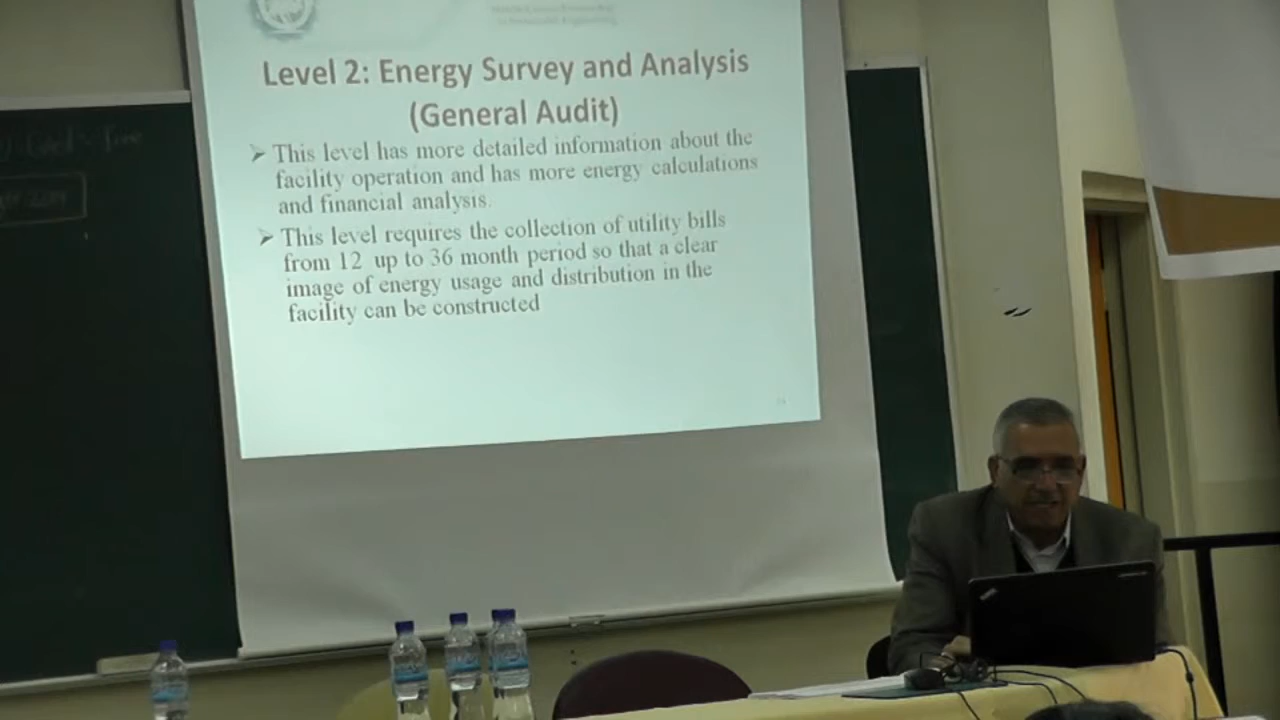 Level 2: Energy Survey and Analysis
(General Audit)
➢ This level has more detailed information about the
facility operation and has more energy calculations
and financial analysis.
➢ This level requires the collection of utility bills
from 12 up to 36 month period so that a clear
image of energy usage and distribution in the
facility can be constructed